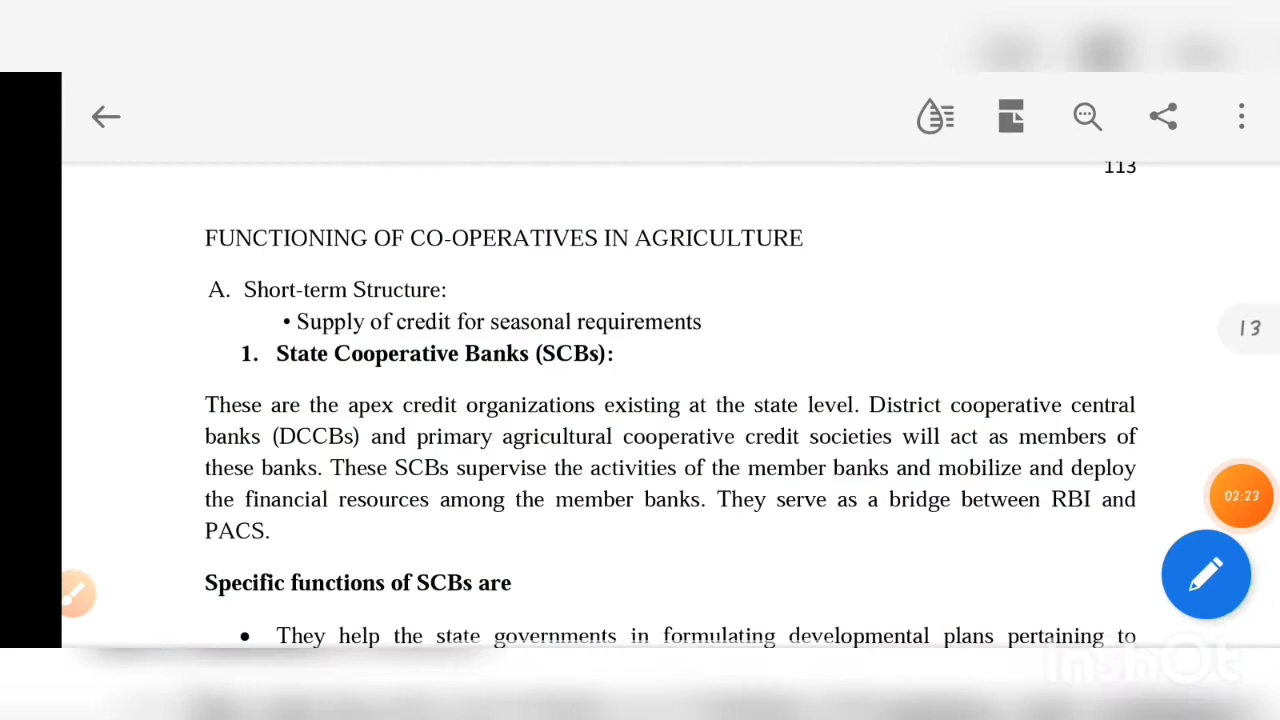 113
FUNCTIONING OF CO-OPERATIVES IN AGRICULTURE
A. Short-term Structure:
• Supply of credit for seasonal requirements
1. State Cooperative Banks (SCBs):
13
These are the apex credit organizations existing at the state level. District cooperative central
banks (DCCBs) and primary agricultural cooperative credit societies will act as members of
these banks. These SCBs supervise the activities of the member banks and mobilize and deploy
the financial resources among the member banks. They serve as a bridge between RBI and
02:23
PACS.
Specific functions of SCBs are
• They help the state governments in formulating developmental plans pertaining to
InshOt